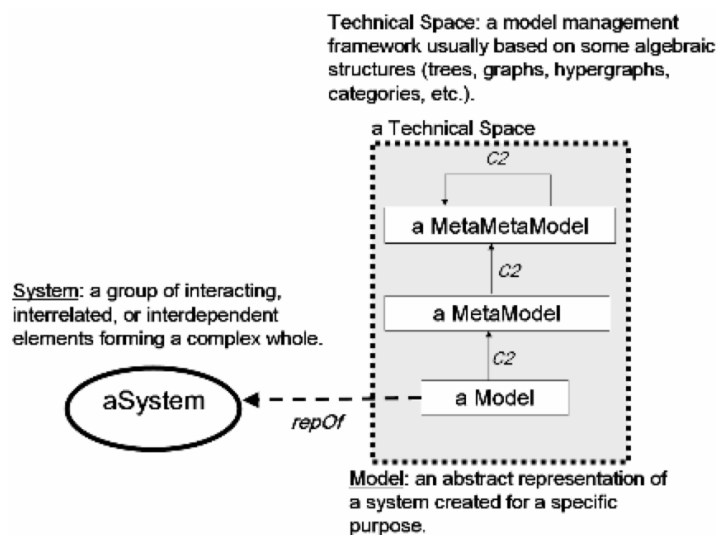 Technical Space: a model management
framework usually based on some algebraic
structures (trees, graphs, hypergraphs,
categories, etc.).
a Technical Space
C2
a MetaMetaModel
C2
System: a group of interacting,
interrelated, or interdependent
elements forming a complex whole.
a MetaModel
C2
aSystem
a Model
repOf
Model: an abstract representation of
a system created for a specific
purpose.